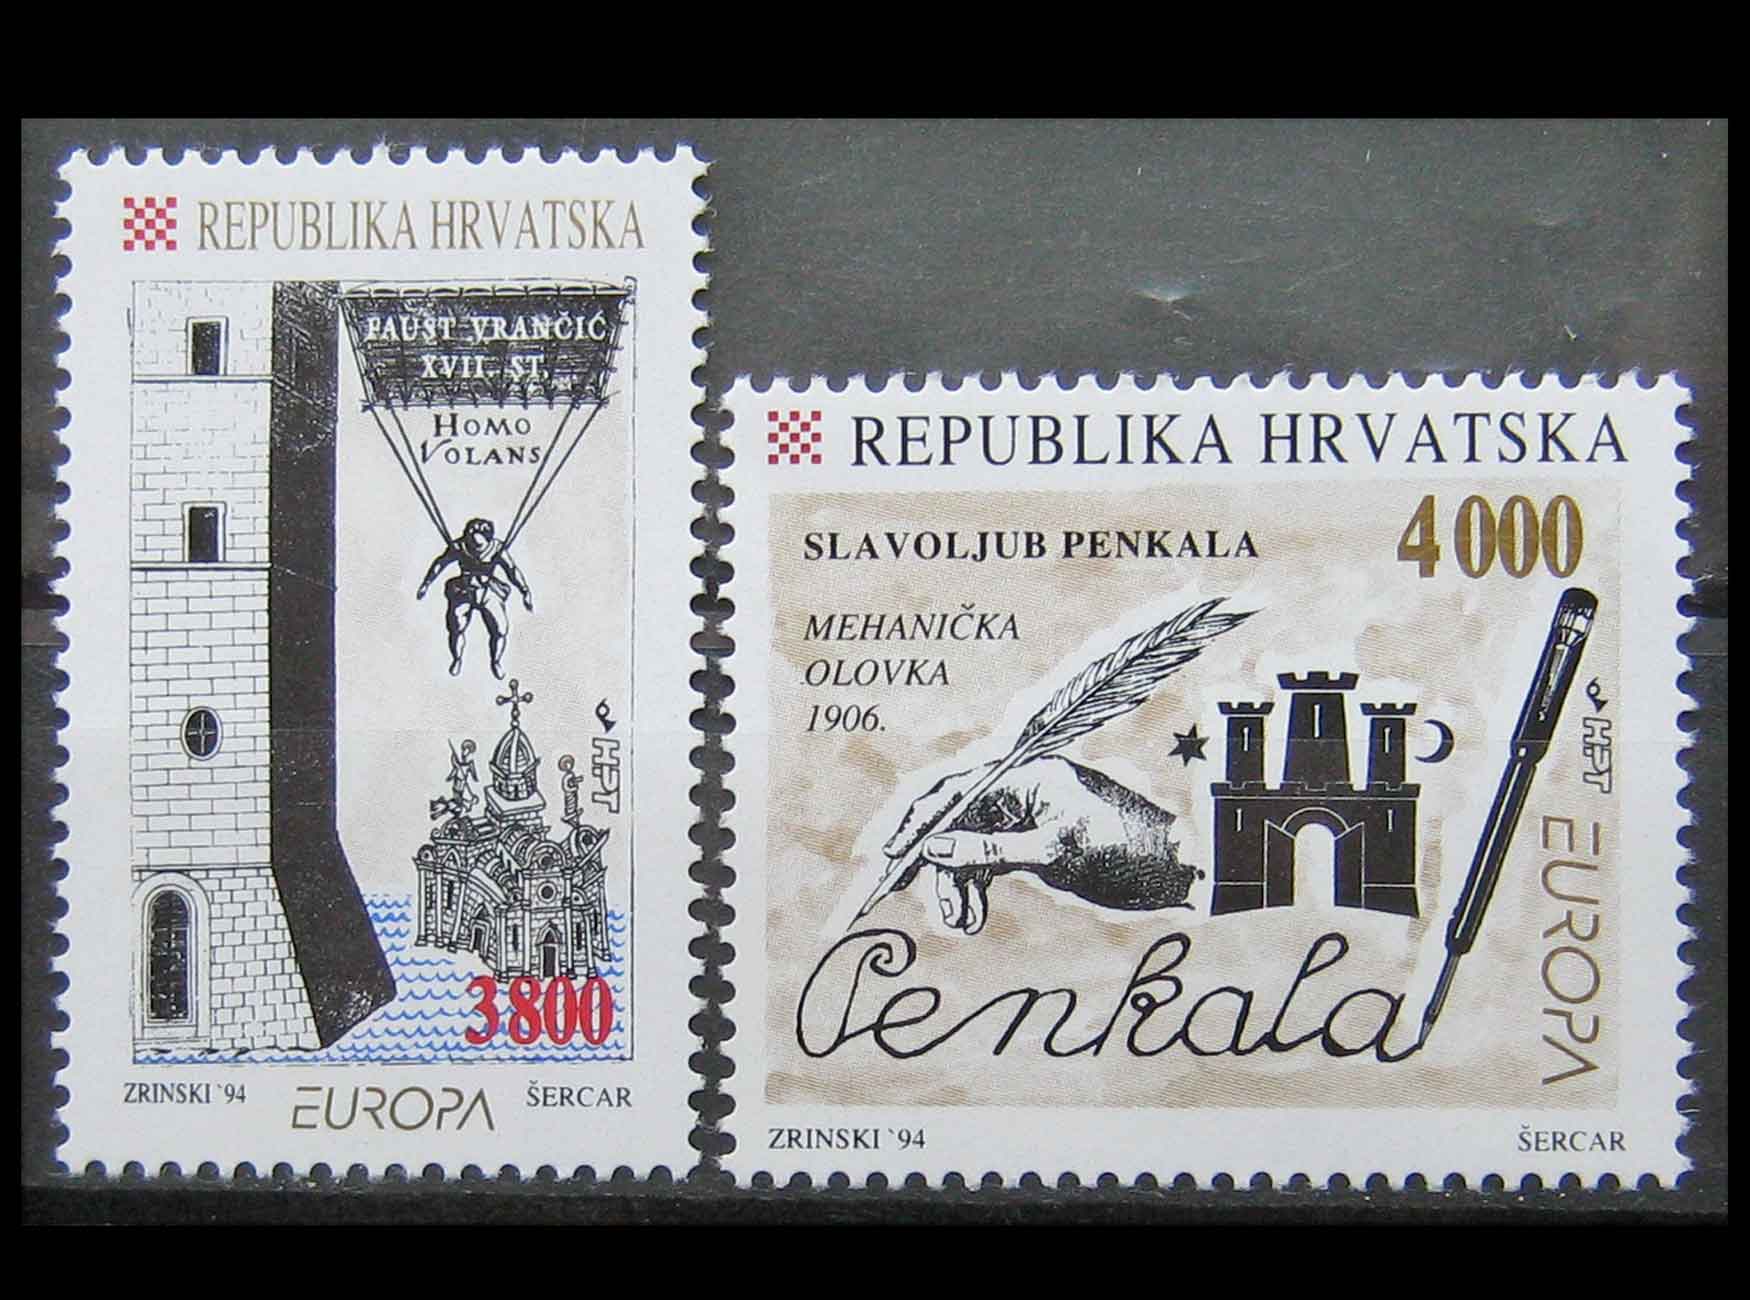 REPUBLIKA HRVATSKA
FAUST VRANČIĆ
XVII. ST.
HOMO
VOLANS
HPT
3800
ZRINSKI `94
EUROPA
ŠERCAR
REPUBLIKA HRVATSKA
4000
SLAVOLJUB PENKALA
MEHANIČKA
OLOVKA
1906.
HPT
EUROPA
Penkala
ZRINSKI `94
ŠERCAR